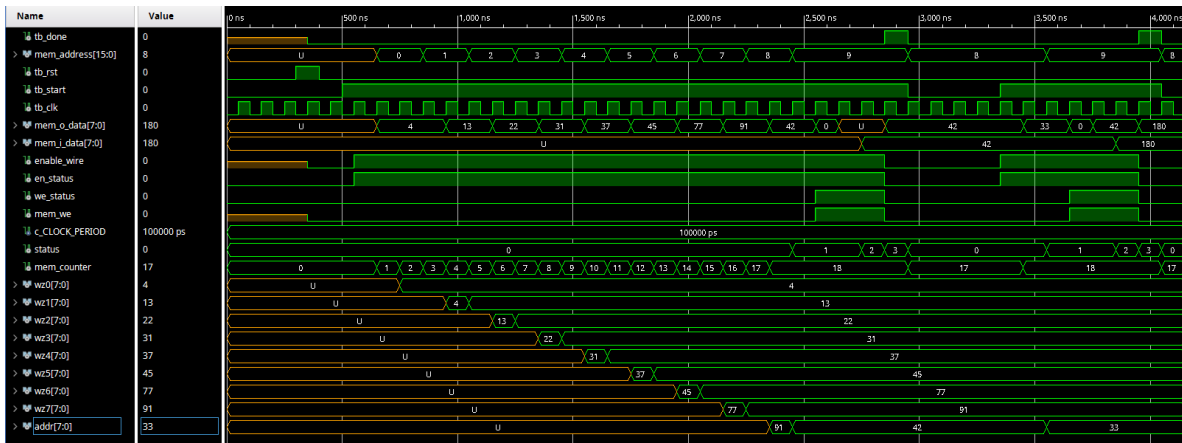 Name Value 0 ns 500 ns 1,000 ns 1,500 ns 2,000 ns 2,500 ns 3,000 ns 3,500 ns 4,000 ns
tb_done 0
mem_address[15:0] 8 U 0 1 2 3 4 5 6 7 8 9 8 9 8
tb_rst 0
tb_start 0
tb_clk 0
mem_o_data[7:0] 180 U 4 13 22 31 37 45 77 91 42 0 U 42 33 0 42 180
mem_i_data[7:0] 180 U 42 180
enable_wire 0
en_status 0
we_status 0
mem_we 0
c_CLOCK_PERIOD 100000 ps 100000 ps
status 0 0 1 2 3 0 1 2 3 0
mem_counter 17 0 1 2 3 4 5 6 7 8 9 10 11 12 13 14 15 16 17 18 17 18 17
wz0[7:0] 4 U 4
wz1[7:0] 13 U 4 13
wz2[7:0] 22 U 13 22
wz3[7:0] 31 U 22 31
wz4[7:0] 37 U 31 37
wz5[7:0] 45 U 37 45
wz6[7:0] 77 U 45 77
wz7[7:0] 91 U 77 91
addr[7:0] 33 U 91 42 33